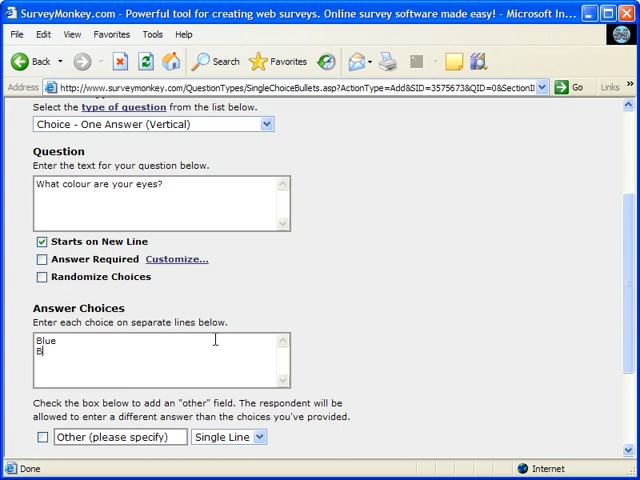 SurveyMonkey.com - Powerful tool for creating web surveys. Online survey software made easy! - Microsoft In...
File Edit View Favorites Tools Help
Back Search Favorites
Address http://www.surveymonkey.com/QuestionTypes/SingleChoiceBullets.asp?ActionType=Add&SID=3575673&QID=0&SectionI Go Links »
Select the type of question from the list below.
Choice - One Answer (Vertical)
Question
Enter the text for your question below.
What colour are your eyes?
Starts on New Line
Answer Required Customize...
Randomize Choices
Answer Choices
Enter each choice on separate lines below.
Blue
B
Check the box below to add an "other" field. The respondent will
allowed to enter a different answer than the choices you've provided.
Other (please specify) Single Line
Done Internet